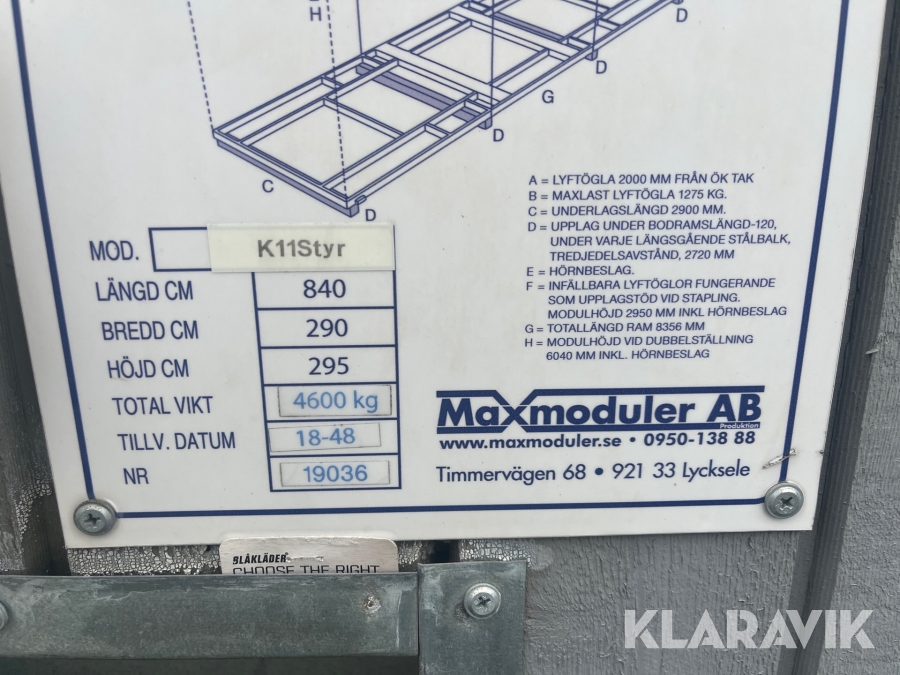 H
C
D
D
D
D
G
A = LYFTÖGLA 2000 MM FRÅN ÖK TAK
B = MAXLAST LYFTÖGLA 1275 KG.
C = UNDERLAGSLÄNGD 2900 MM.
D = UPPLAG UNDER BODRAMSLÄNGD-120,
UNDER VARJE LÄNGSGÅENDE STÅLBALK,
TREDJEDELSAVSTÅND, 2720 MM
E = HÖRNBESLAG.
F = INFÄLLBARA LYFTÖGLOR FUNGERANDE
SOM UPPLAGSTÖD VID STAPLING.
MODULHÖJD 2950 MM INKL HÖRNBESLAG
G = TOTALLÄNGD RAM 8356 MM
H = MODULHÖJD VID DUBBELSTÄLLNING
6040 MM INKL. HÖRNBESLAG
MOD. K11Styr
LÄNGD CM 840
BREDD CM 290
HÖJD CM 295
TOTAL VIKT 4600 kg
TILLV. DATUM 18-48
NR 19036
Maxmoduler AB
Produktion
www.maxmoduler.se • 0950-138 88
Timmervägen 68 • 921 33 Lycksele
BLÅKLÄDER
CHOOSE THE RIGHT
KLARAVIK